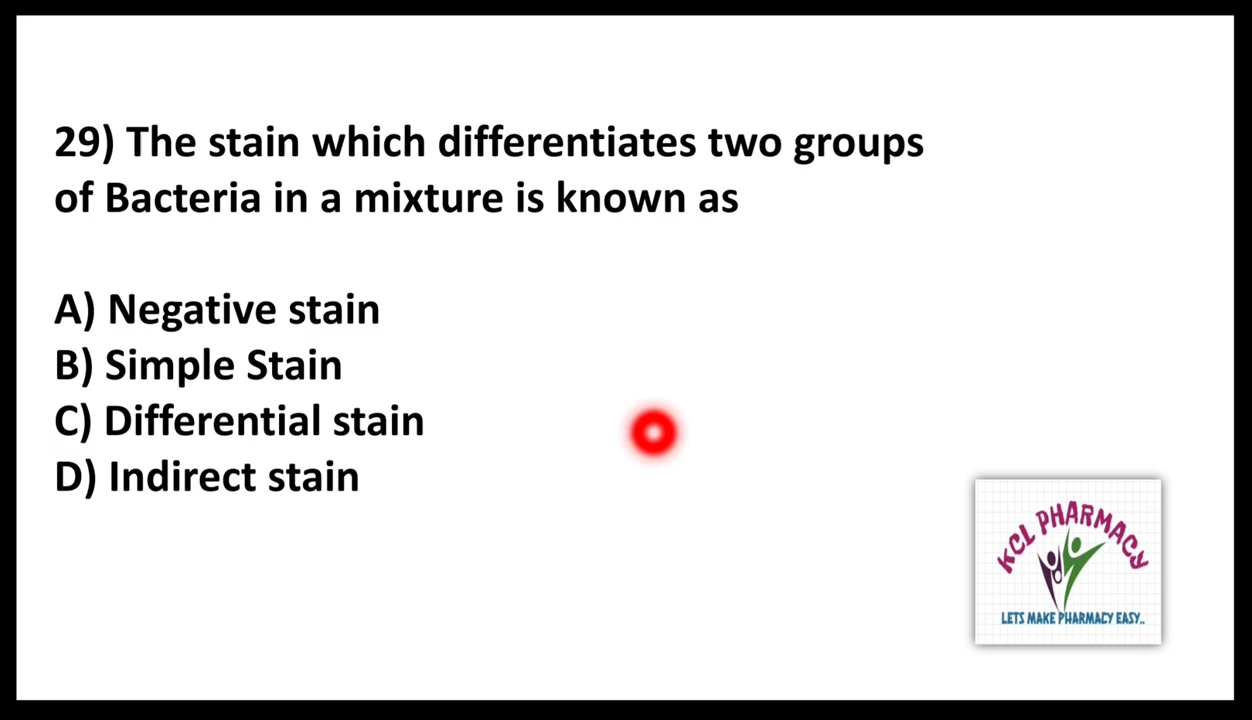 29) The stain which differentiates two groups
of Bacteria in a mixture is known as
A) Negative stain
B) Simple Stain
C) Differential stain
D) Indirect stain
KCL PHARMACY
LETS MAKE PHARMACY EASY..